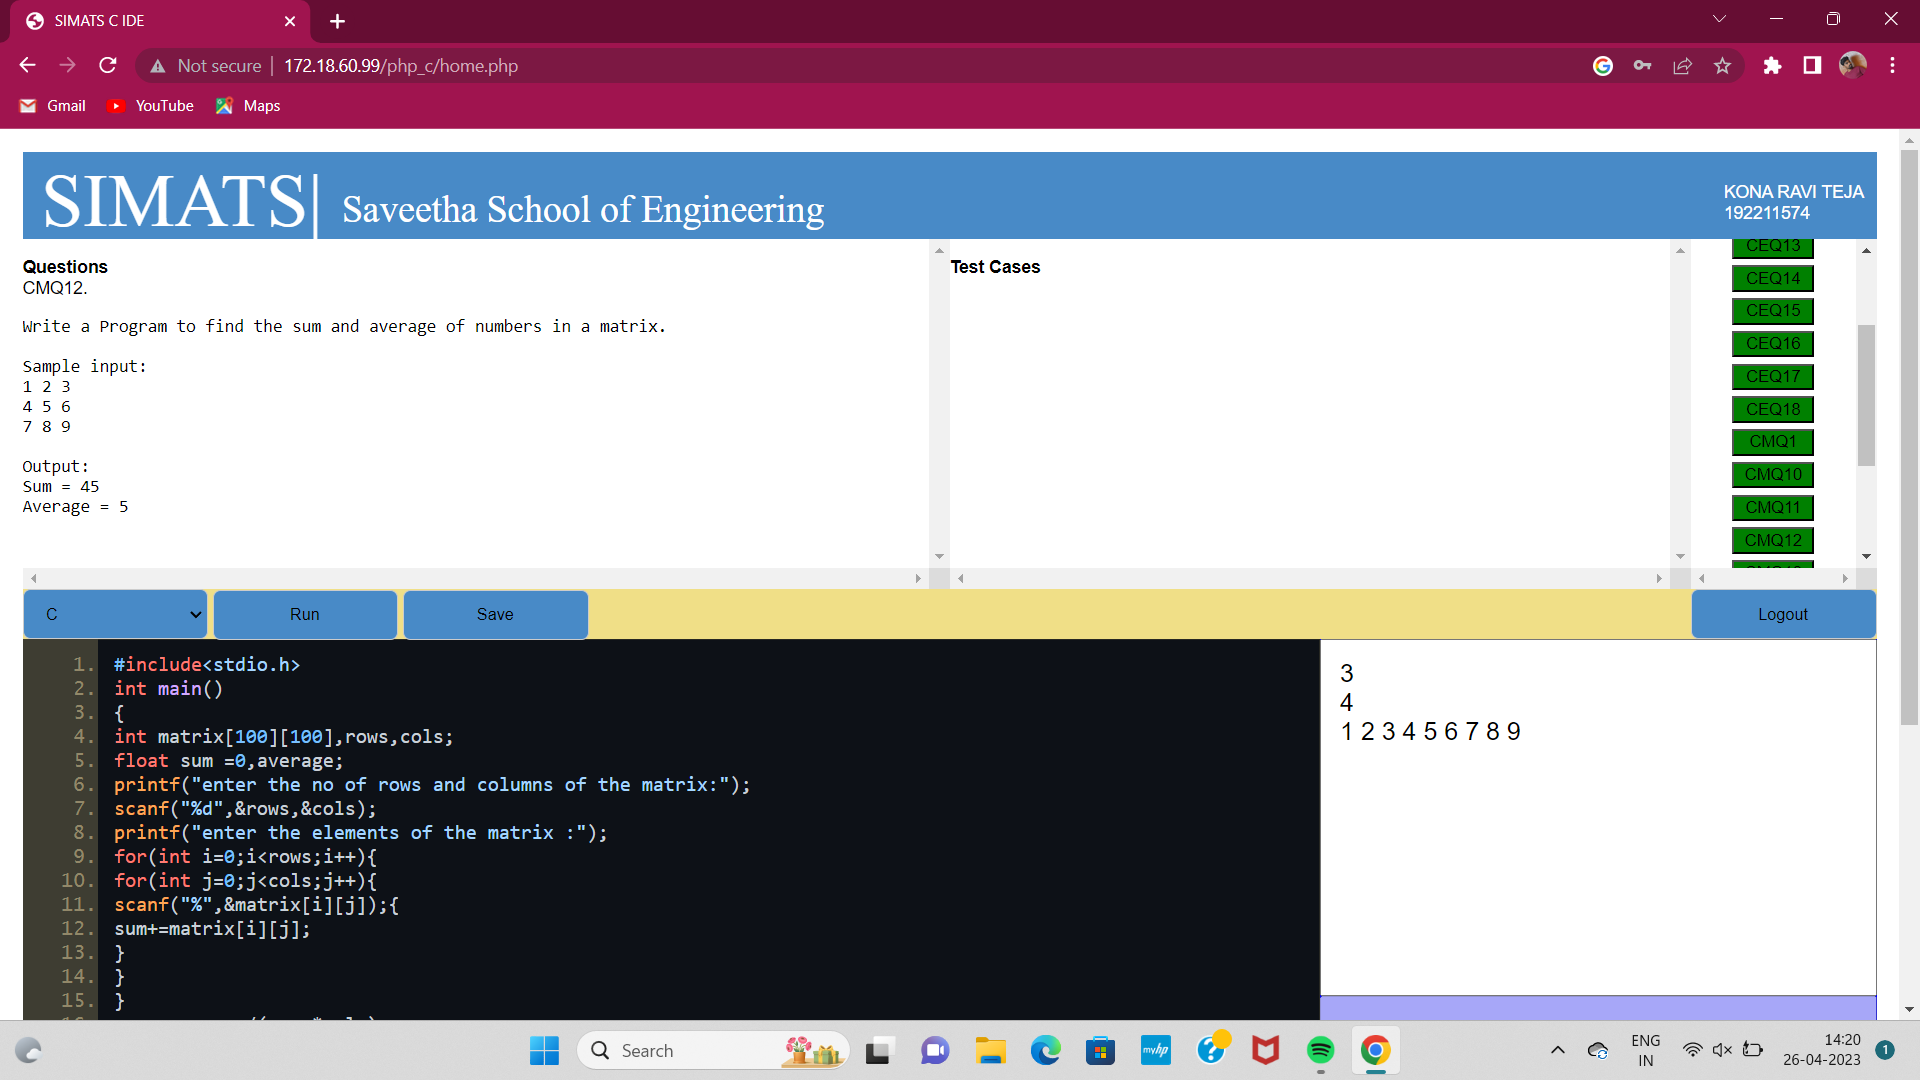 SIMATS C IDE
Not secure | 172.18.60.99/php_c/home.php
Gmail YouTube Maps
SIMATS| Saveetha School of Engineering
KONA RAVI TEJA
192211574
Questions
CMQ12.
Write a Program to find the sum and average of numbers in a matrix.
Sample input:
1 2 3
4 5 6
7 8 9
Output:
Sum = 45
Average = 5
Test Cases
CEQ13
CEQ14
CEQ15
CEQ16
CEQ17
CEQ18
CMQ1
CMQ10
CMQ11
CMQ12
C Run Save Logout
1. #include<stdio.h>
2. int main()
3. {
4. int matrix[100][100],rows,cols;
5. float sum =0,average;
6. printf("enter the no of rows and columns of the matrix:");
7. scanf("%d",&rows,&cols);
8. printf("enter the elements of the matrix :");
9. for(int i=0;i<rows;i++){
10. for(int j=0;j<cols;j++){
11. scanf("%",&matrix[i][j]);{
12. sum+=matrix[i][j];
13. }
14. }
15. }
3
4
1 2 3 4 5 6 7 8 9
Search
myhp
ENG
IN
14:20
26-04-2023
1